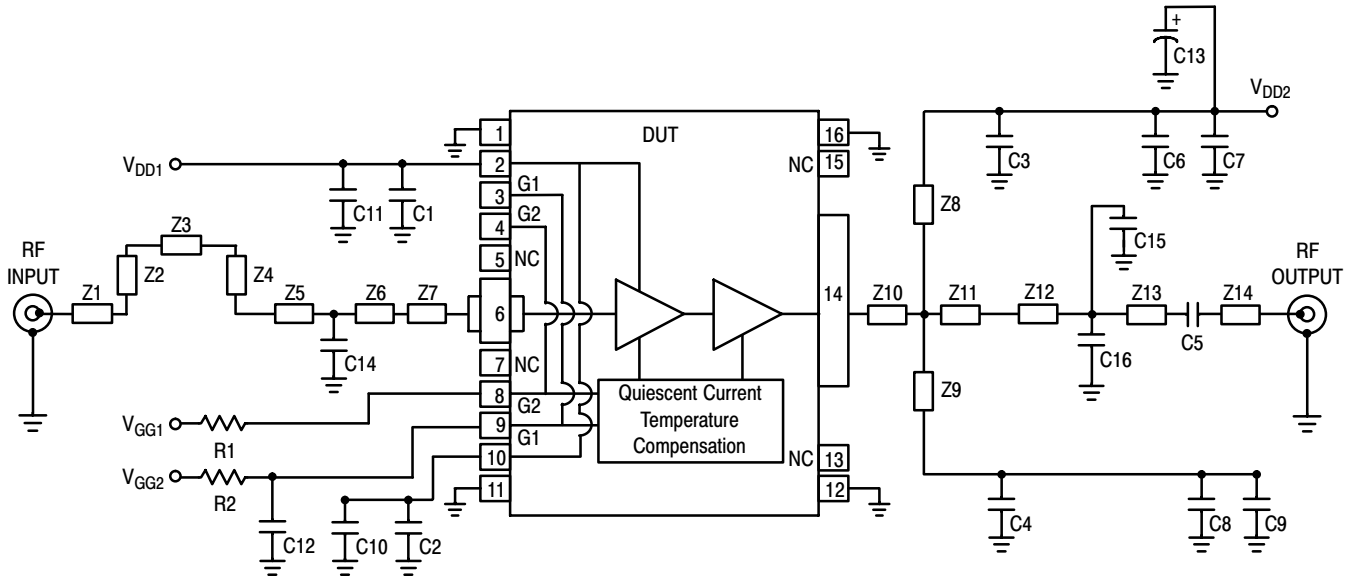 C13
+
VDD2
DUT
1
16
VDD1
2
NC
15
C3
C6
C7
G1
3
C11
C1
G2
4
Z8
Z3
RF
INPUT
Z2
Z4
5
NC
C15
RF
OUTPUT
Z1
Z5
Z6
Z7
6
14
Z10
Z11
Z12
Z13
Z14
C14
C5
C16
7
NC
8
G2
Quiescent Current
Temperature
Compensation
Z9
VGG1
R1
9
G1
VGG2
R2
10
NC
13
11
12
C12
C10
C2
C4
C8
C9